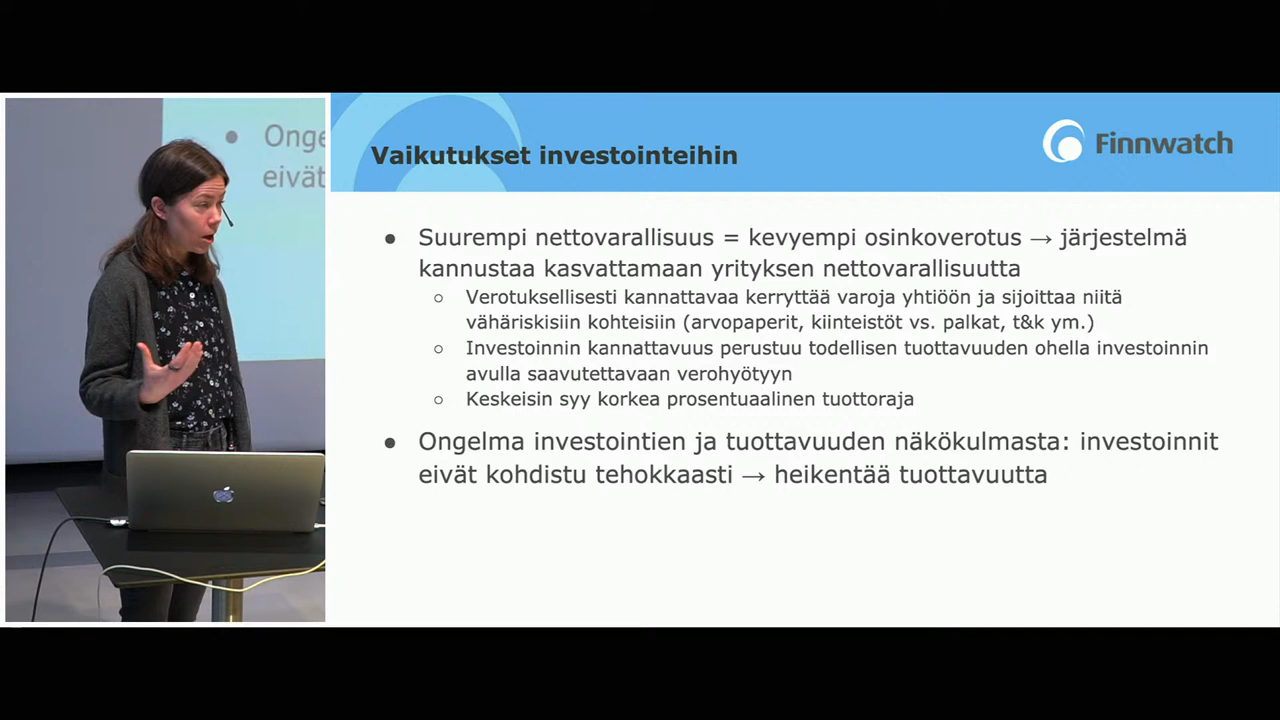 Onge
eivät
Vaikutukset investointeihin
Finnwatch
● Suurempi nettovarallisuus = kevyempi osinkoverotus → järjestelmä
kannustaa kasvattamaan yrityksen nettovarallisuutta
○ Verotuksellisesti kannattavaa kerryttää varoja yhtiöön ja sijoittaa niitä
vähäriskisiin kohteisiin (arvopaperit, kiinteistöt vs. palkat, t&k ym.)
○ Investoinnin kannattavuus perustuu todellisen tuottavuuden ohella investoinnin
avulla saavutettavaan verohyötyyn
○ Keskeisin syy korkea prosentuaalinen tuottoraja
● Ongelma investointien ja tuottavuuden näkökulmasta: investoinnit
eivät kohdistu tehokkaasti → heikentää tuottavuutta